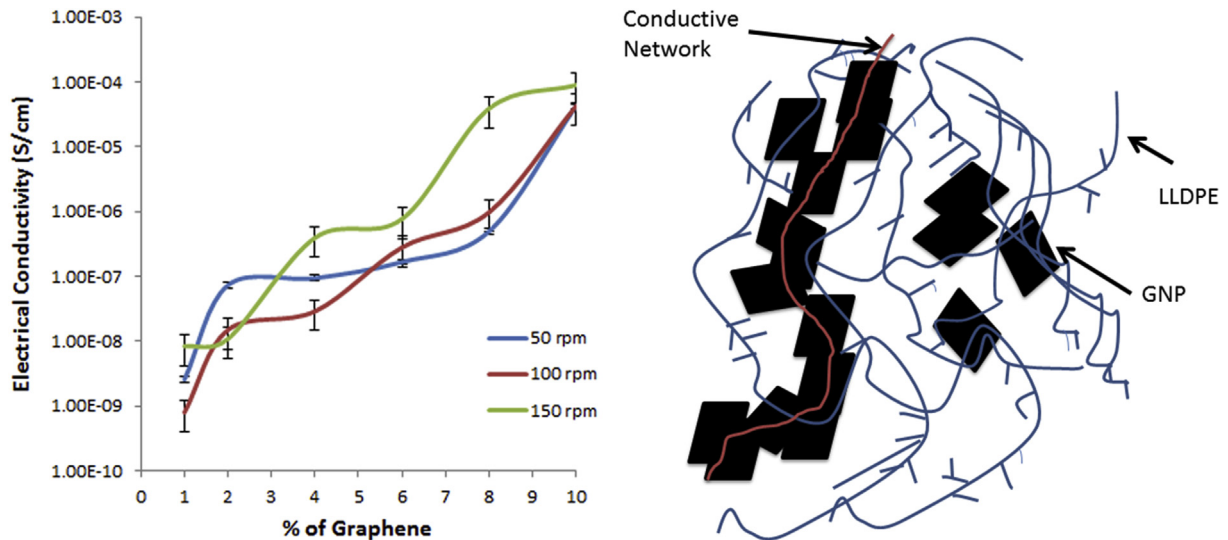 Electrical Conductivity (S/cm)
1.00E-03
1.00E-04
1.00E-05
1.00E-06
1.00E-07
1.00E-08
1.00E-09
1.00E-10
0 1 2 3 4 5 6 7 8 9 10
% of Graphene
50 rpm
100 rpm
150 rpm
Conductive
Network
LLDPE
GNP